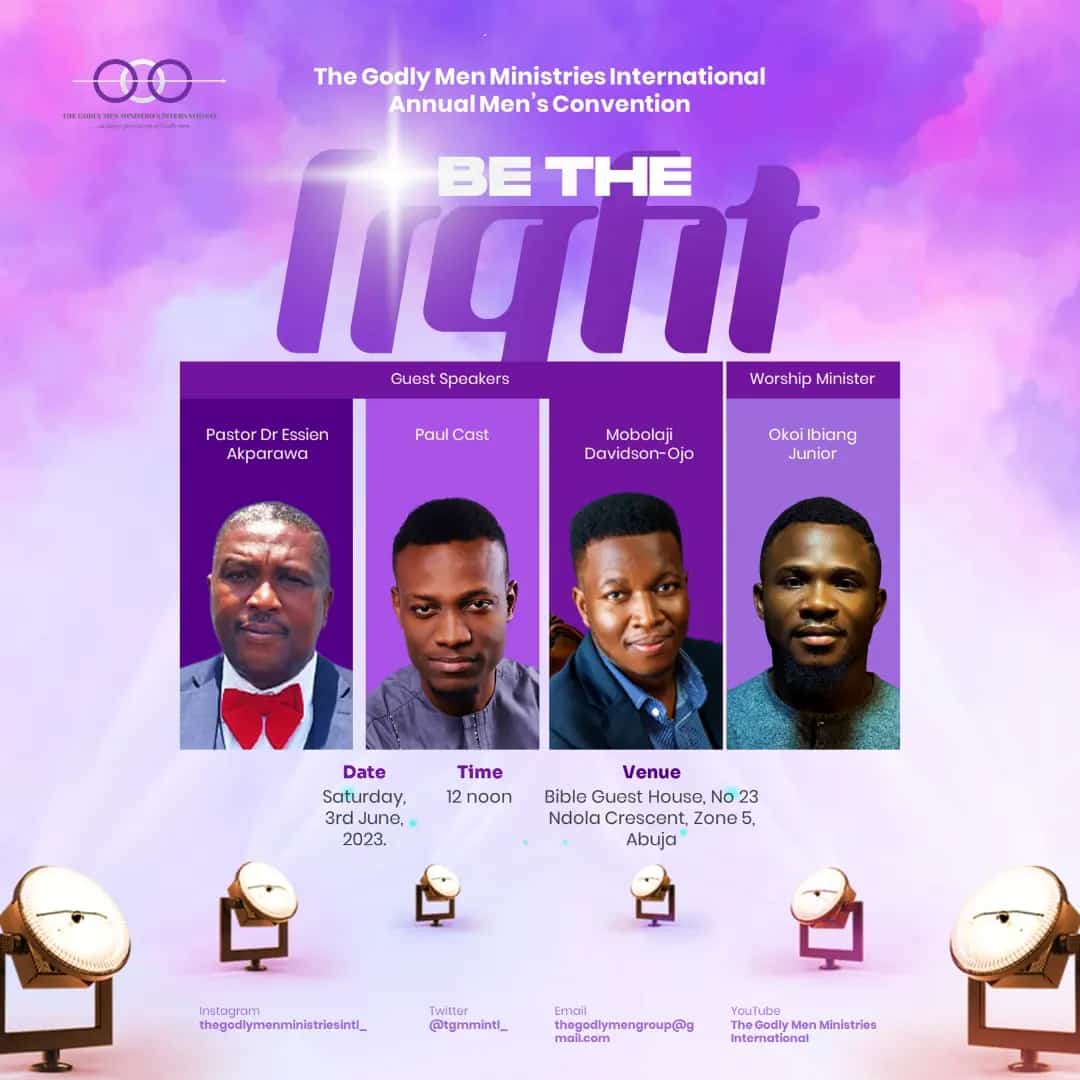 THE GODLY MEN MINISTRIES INTERNATIONAL
The Godly Men Ministries International
Annual Men's Convention
BE THE
light
Guest Speakers
Worship Minister
Pastor Dr Essien
Akparawa
Paul Cast
Mobolaji
Davidson-Ojo
Okoi Ibiang
Junior
Date
Saturday,
3rd June,
2023.
Time
12 noon
Venue
Bible Guest House, No 23
Ndola Crescent, Zone 5,
Abuja
Instagram
thegodlymenministriesintl_
Twitter
@tgmmintl_
Email
thegodlymengroup@g
mail.com
YouTube
The Godly Men Ministries
International